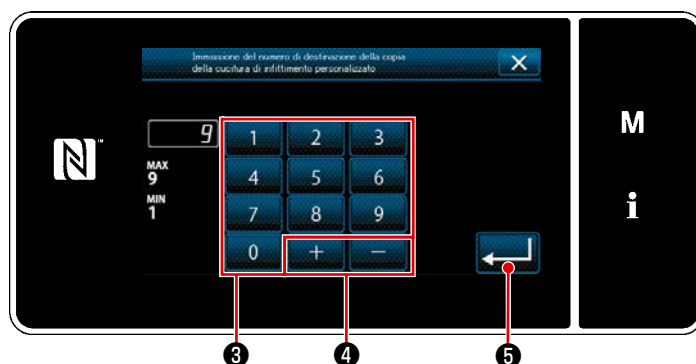 Immissione del numero di destinazione della copia
della cucitura di infittimento personalizzato
9
1 2 3
MAX
9
4 5 6
MIN
1
7 8 9
0 + −
N™
M
i
❸ ❹ ❺